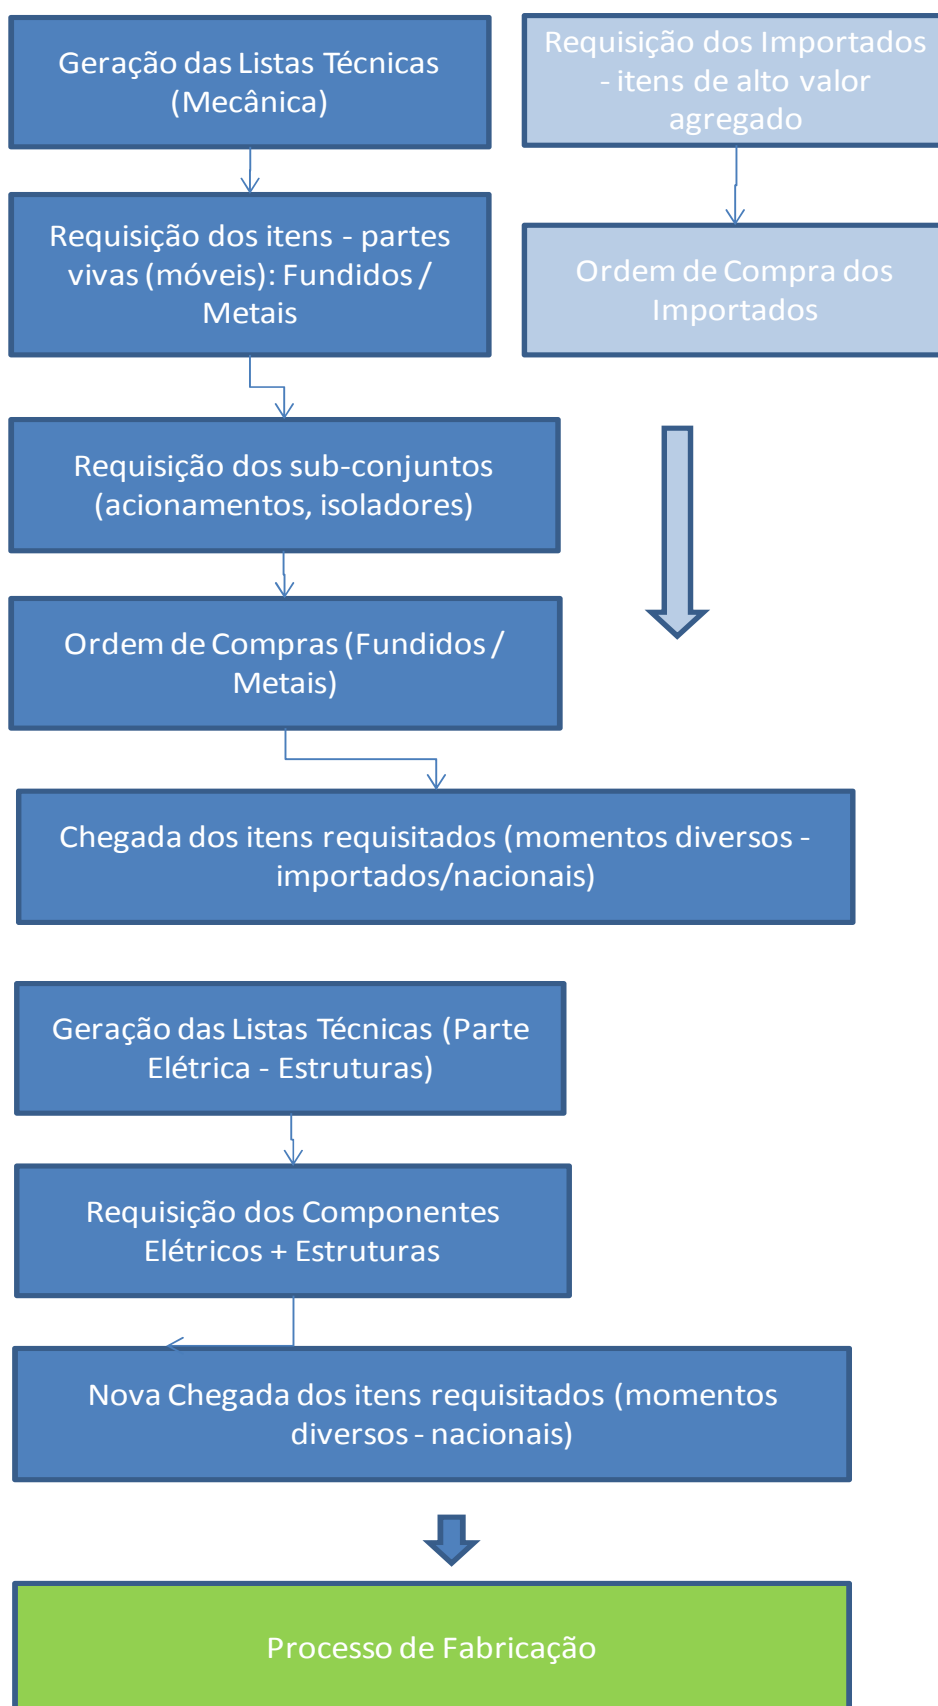 Geração das Listas Técnicas
(Mecânica)
Requisição dos Importados
- itens de alto valor
agregado
Requisição dos itens - partes
vivas (móveis): Fundidos /
Metais
Ordem de Compra dos
Importados
Requisição dos sub-conjuntos
(acionamentos, isoladores)
Ordem de Compras (Fundidos /
Metais)
Chegada dos itens requisitados (momentos diversos -
importados/nacionais)
Geração das Listas Técnicas (Parte
Elétrica - Estruturas)
Requisição dos Componentes
Elétricos + Estruturas
Nova Chegada dos itens requisitados (momentos
diversos - nacionais)
Processo de Fabricação